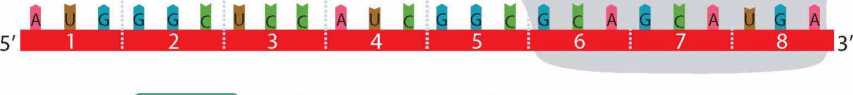 A U G G G C U C C A U C G G C G C A G C A U G A
5′ 1 2 3 4 5 6 7 8 3′